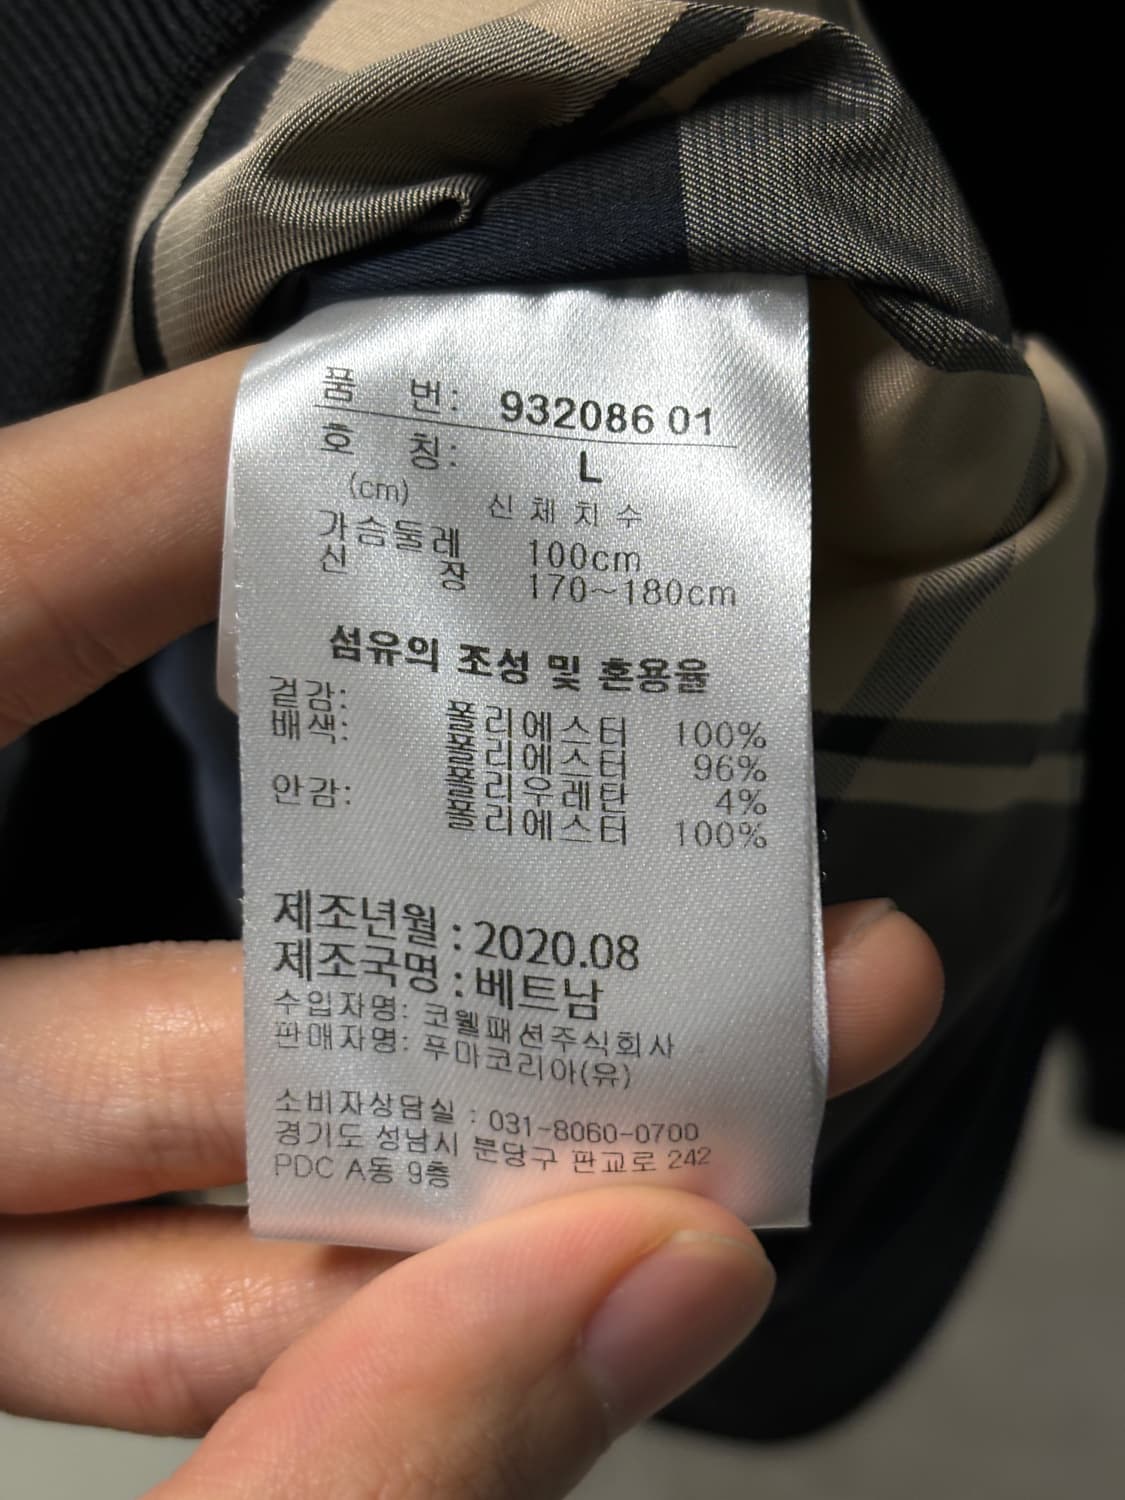 품 번: 932086 01
호 칭: L
(cm) 신 체 치 수
가슴둘레 100cm
신 장 170~180cm
섬유의 조성 및 혼용율
겉감: 폴리에스터 100%
배색: 폴리에스터 96%
폴리우레탄 4%
안감: 폴리에스터 100%
제조년월 : 2020.08
제조국명 : 베트남
수입자명: 코웰패션주식회사
판매자명: 푸마코리아(유)
소비자상담실 : 031-8060-0700
경기도 성남시 분당구 판교로 242
PDC A동 9층